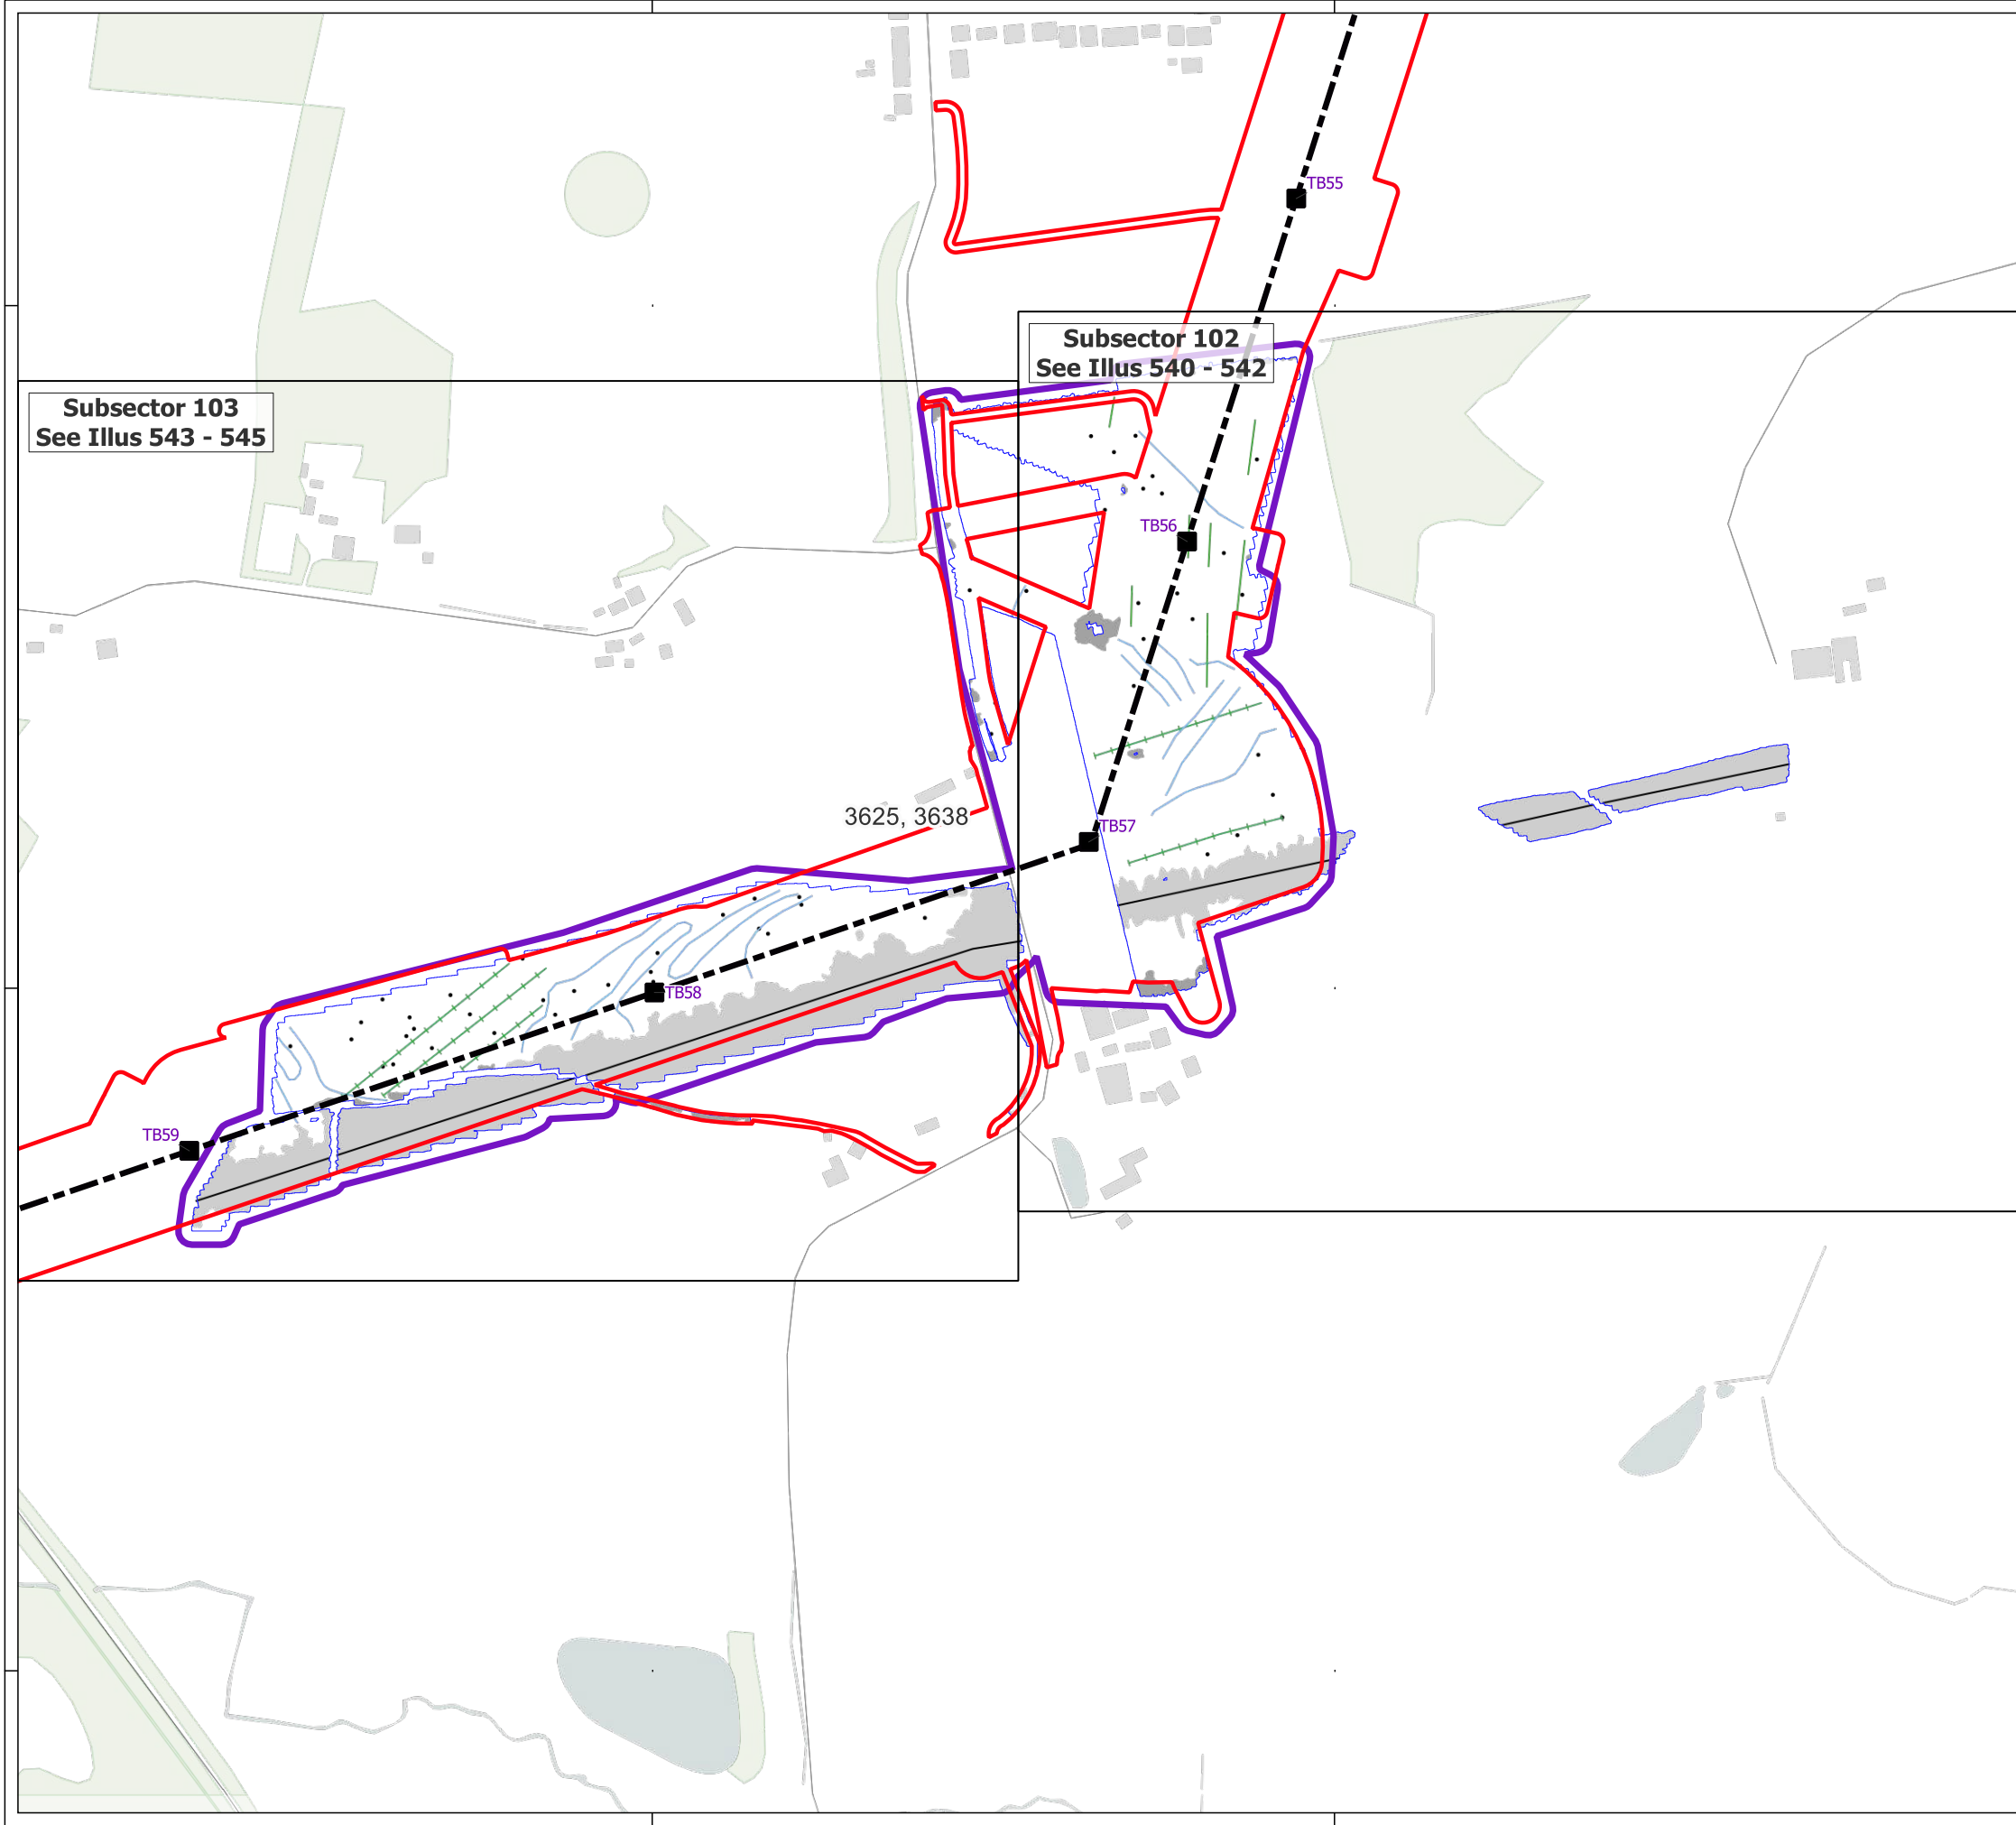 TB55
Subsector 102
See Illus 540 - 542
Subsector 103
See Illus 543 - 545
TB56
3625, 3638
TB57
TB58
TB59